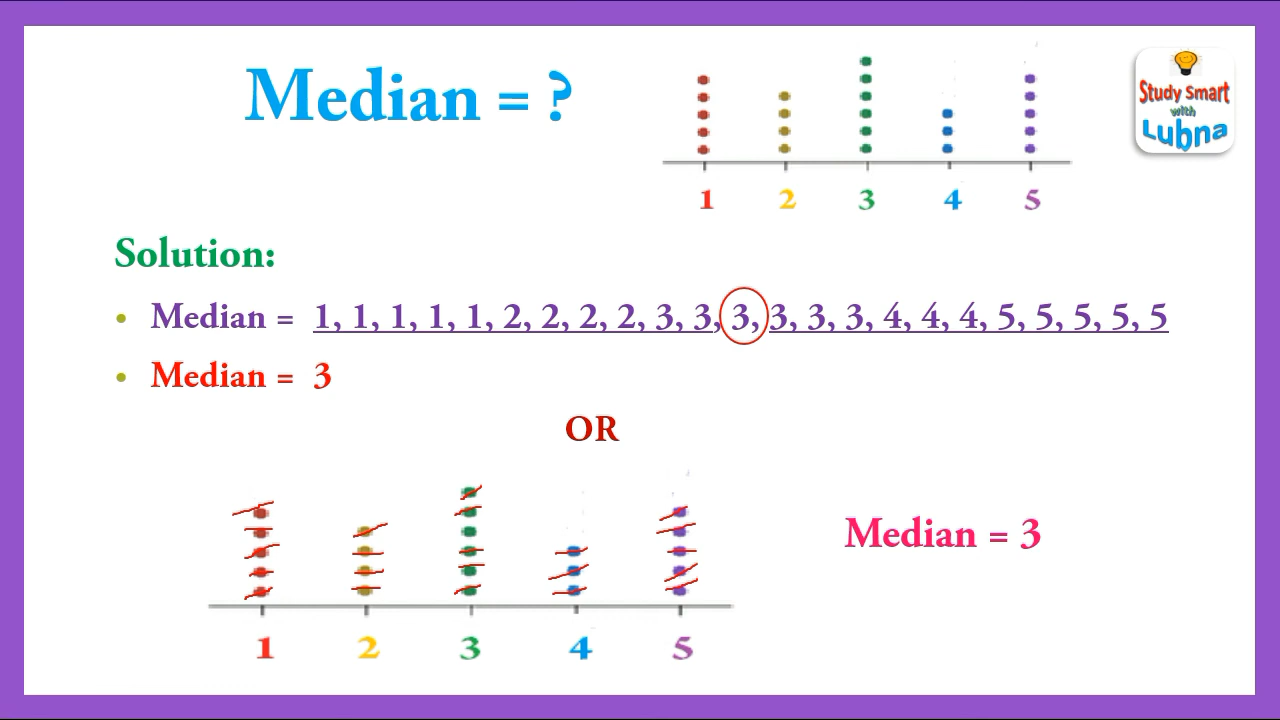 Median = ?
1 2 3 4 5
Study Smart
with
Lubna
Solution:
• Median = 1, 1, 1, 1, 1, 2, 2, 2, 2, 3, 3, 3, 3, 3, 3, 4, 4, 4, 5, 5, 5, 5, 5
• Median = 3
OR
Median = 3
1 2 3 4 5